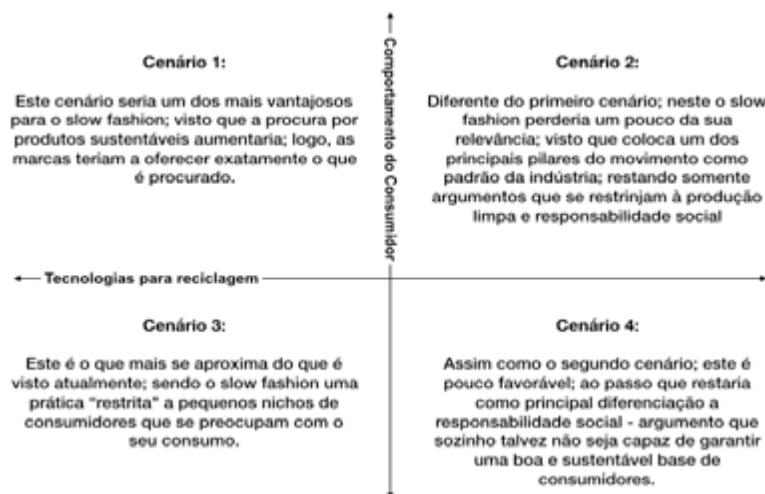 Cenário 1:
Este cenário seria um dos mais vantajosos
para o slow fashion; visto que a procura por
produtos sustentáveis aumentaria; logo, as
marcas teriam a oferecer exatamente o que
é procurado.
Comportamento do Consumidor
Cenário 2:
Diferente do primeiro cenário; neste o slow
fashion perderia um pouco da sua
relevância; visto que coloca um dos
principais pilares do movimento como
padrão da indústria; restando somente
argumentos que se restrinjam à produção
limpa e responsabilidade social
Tecnologias para reciclagem
Cenário 3:
Este é o que mais se aproxima do que é
visto atualmente; sendo o slow fashion uma
prática “restrita” a pequenos nichos de
consumidores que se preocupam com o
seu consumo.
Cenário 4:
Assim como o segundo cenário; este é
pouco favorável; ao passo que restaria
como principal diferenciação a
responsabilidade social - argumento que
sozinho talvez não seja capaz de garantir
uma boa e sustentável base de
consumidores.